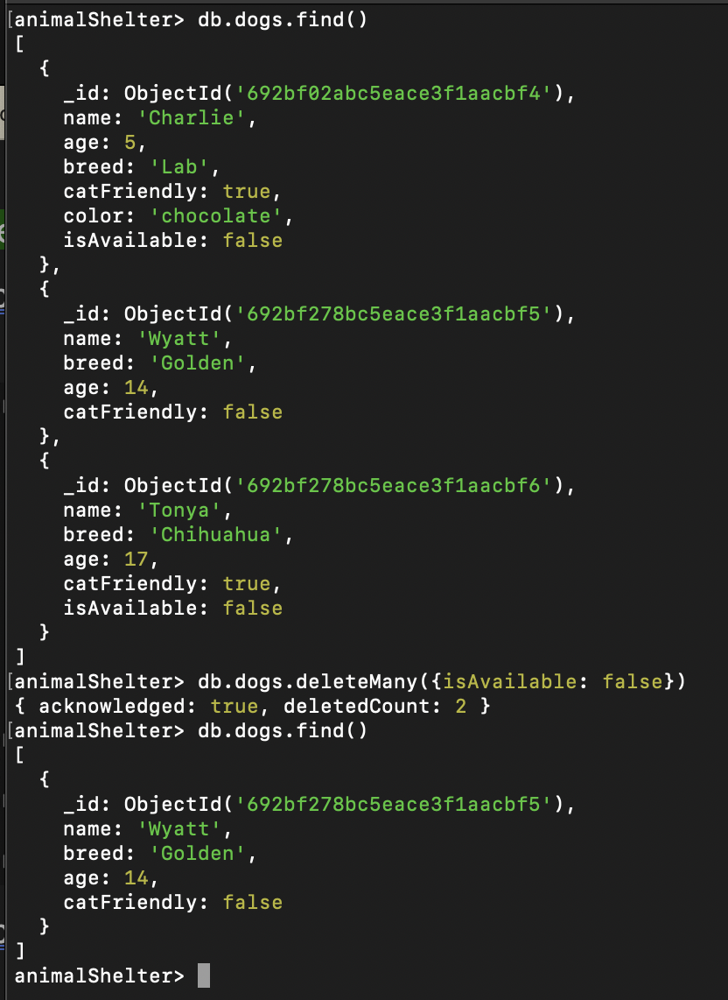 [animalShelter> db.dogs.find()
[
  {
    _id: ObjectId('692bf02abc5eace3f1aacbf4'),
    name: 'Charlie',
    age: 5,
    breed: 'Lab',
    catFriendly: true,
    color: 'chocolate',
    isAvailable: false
  },
  {
    _id: ObjectId('692bf278bc5eace3f1aacbf5'),
    name: 'Wyatt',
    breed: 'Golden',
    age: 14,
    catFriendly: false
  },
  {
    _id: ObjectId('692bf278bc5eace3f1aacbf6'),
    name: 'Tonya',
    breed: 'Chihuahua',
    age: 17,
    catFriendly: true,
    isAvailable: false
  }
]
[animalShelter> db.dogs.deleteMany({isAvailable: false})
{ acknowledged: true, deletedCount: 2 }
[animalShelter> db.dogs.find()
[
  {
    _id: ObjectId('692bf278bc5eace3f1aacbf5'),
    name: 'Wyatt',
    breed: 'Golden',
    age: 14,
    catFriendly: false
  }
]
animalShelter>